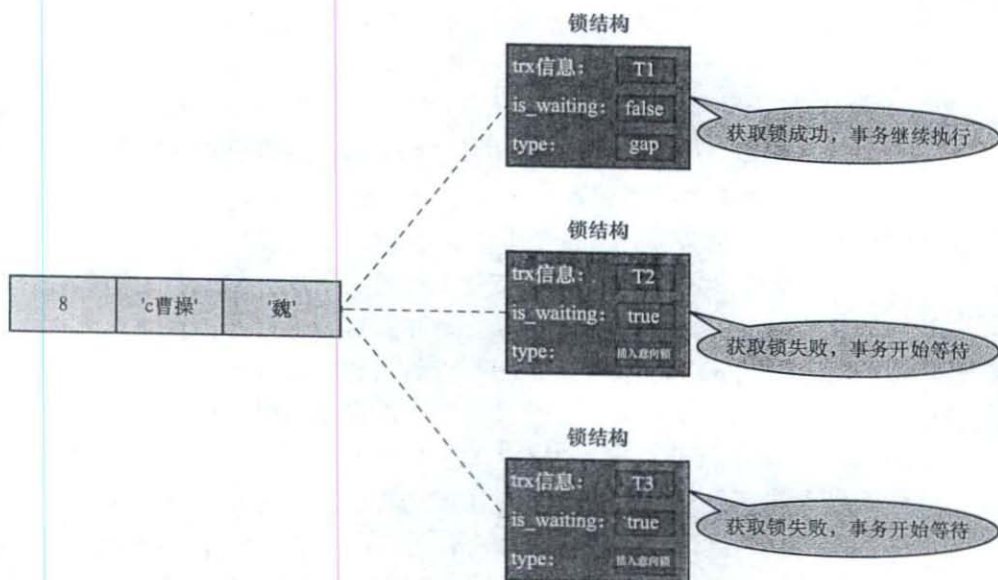 锁结构
trx信息： T1
is_waiting： false
type： gap
获取锁成功，事务继续执行
锁结构
8 'c曹操' '魏'
trx信息： T2
is_waiting： true
type： 插入意向锁
获取锁失败，事务开始等待
锁结构
trx信息： T3
is_waiting： true
type： 插入意向锁
获取锁失败，事务开始等待